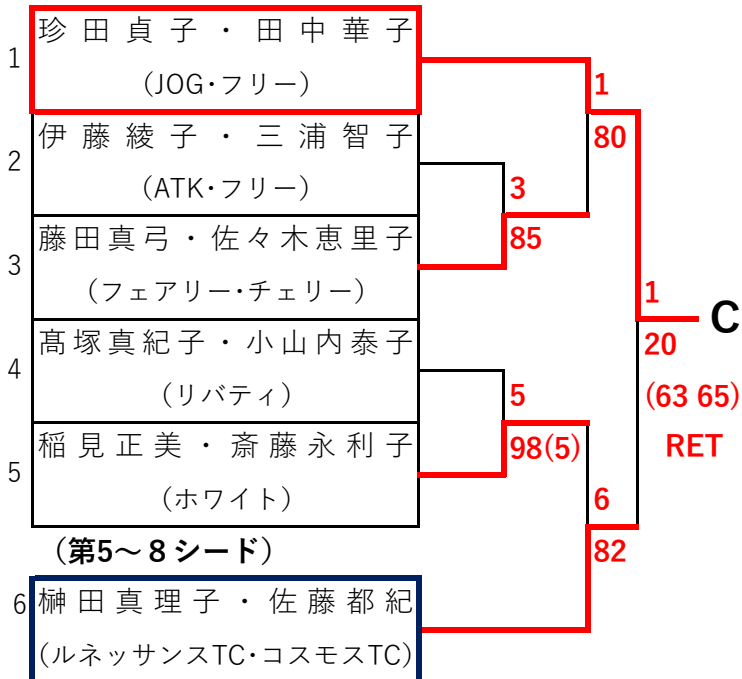 1
珍田貞子・田中華子
(JOG・フリー)
2
伊藤綾子・三浦智子
(ATK・フリー)
3
藤田真弓・佐々木恵里子
(フェアリー・チェリー)
4
髙塚真紀子・小山内泰子
(リバティ)
5
稲見正美・斎藤永利子
(ホワイト)
(第5～８シード)
6
榊田真理子・佐藤都紀
(ルネッサンスTC・コスモスTC)
3
85
5
98(5)
1
80
6
82
1
20
(63 65)
RET
C